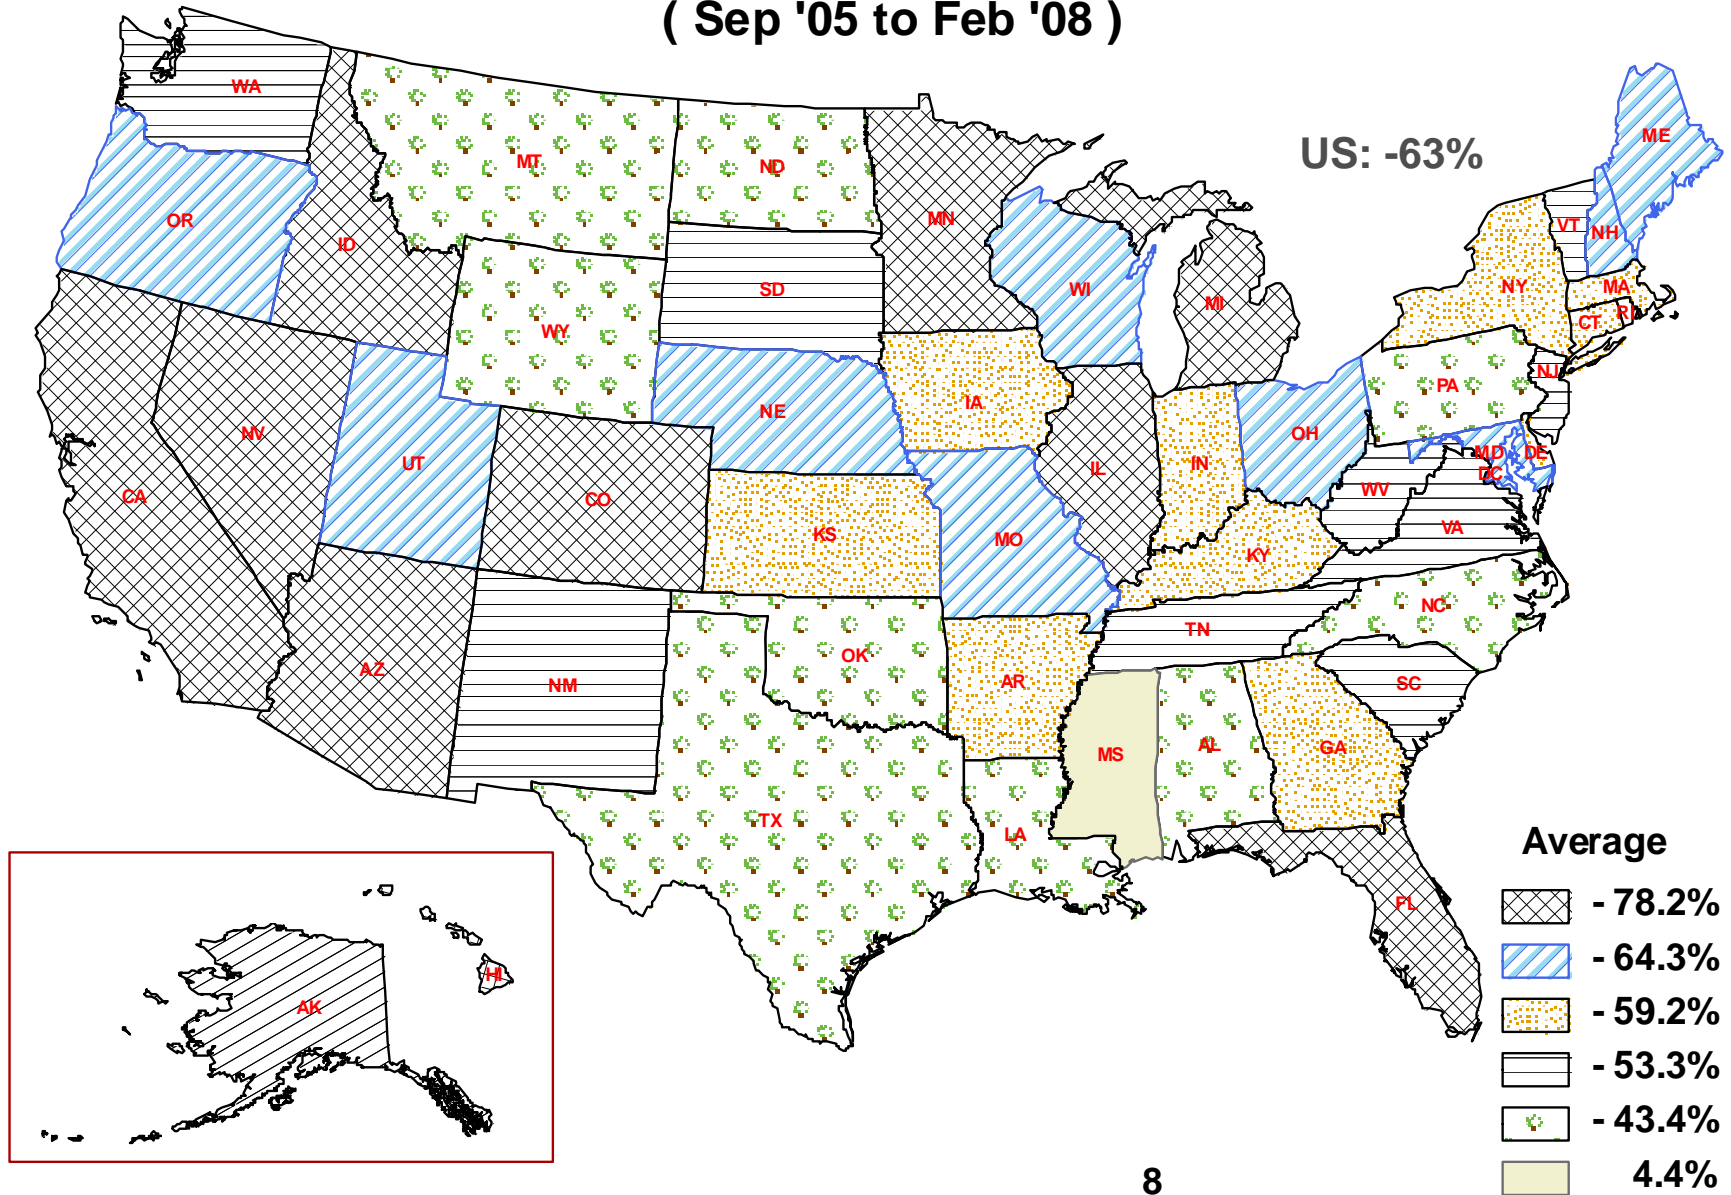 ( Sep '05 to Feb '08 )
US: -63%
WA
ME
MT
ND
OR
MN
ID
VT
NH
SD
WI
NY
MA
MI
RI
CT
WY
NJ
PA
NE
IA
OH
NV
UT
MD
DE
IN
IL
DC
CA
CO
WV
VA
KS
MO
KY
NC
TN
OK
AZ
NM
AR
SC
AL
GA
MS
TX
LA
FL
HI
AK
Average
- 78.2%
- 64.3%
- 59.2%
- 53.3%
- 43.4%
4.4%
8